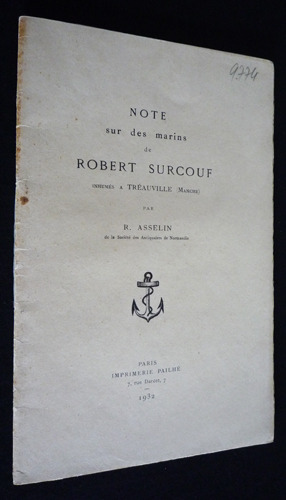 9774
NOTE
sur des marins
de
ROBERT SURCOUF
INHUMÉS A TRÉAUVILLE (MANCHE)
PAR
R. ASSELIN
de la Société des Antiquaires de Normandie
PARIS
IMPRIMERIE PAILHÉ
7, rue Darcet, 7
1932